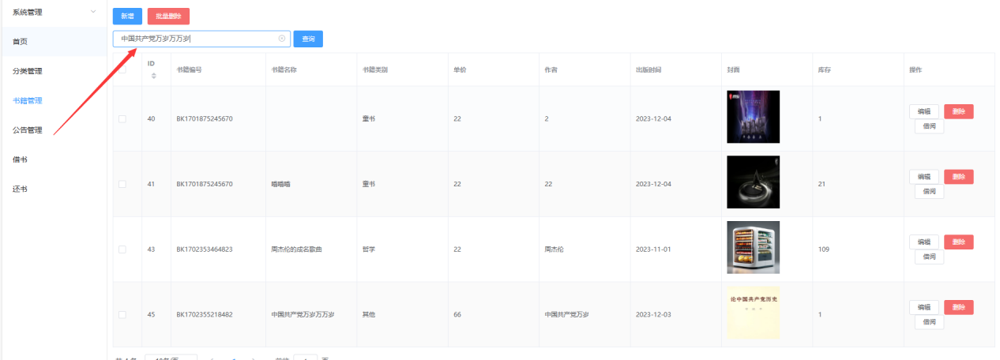 系统管理
首页
分类管理
书籍管理
公告管理
借书
还书
新增 批量删除
中国共产党万岁万万岁 查询
ID 书籍编号 书籍名称 书籍类别 单价 作者 出版时间 封面 库存 操作
40 BK1701875245670 童书 22 2 2023-12-04 1 编辑 删除
借阅
41 BK1701875245670 嘻嘻嘻 童书 22 22 2023-12-04 21 编辑 删除
借阅
43 BK1702353464823 周杰伦的成名歌曲 哲学 22 周杰伦 2023-11-01 109 编辑 删除
借阅
论中国共产党历史
45 BK1702355218482 中国共产党万岁万万岁 其他 66 中国共产党万岁 2023-12-03 1 编辑 删除
借阅